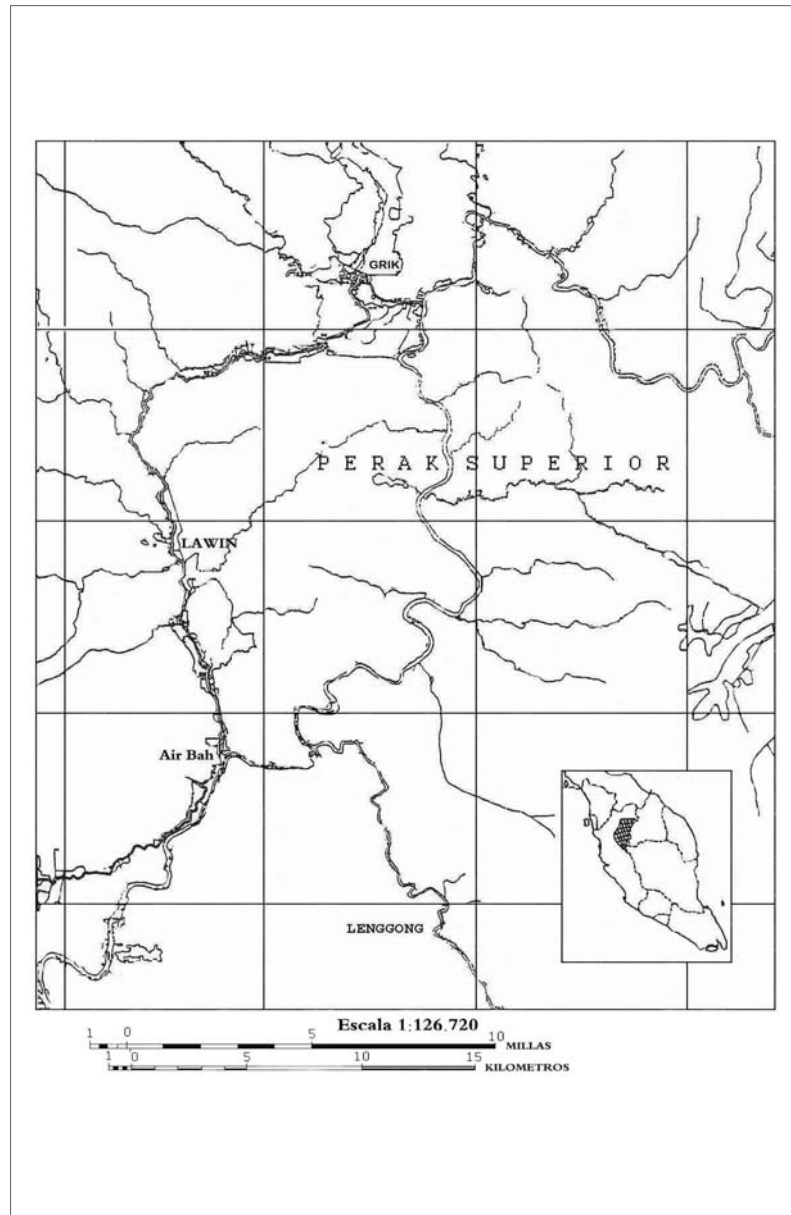 GRIK
PERAK SUPERIOR
LAWIN
Air Bah
LENGGONG
Escala 1:126.720
1 0 5 10 MILLAS
1 0 5 10 15 KILOMETROS